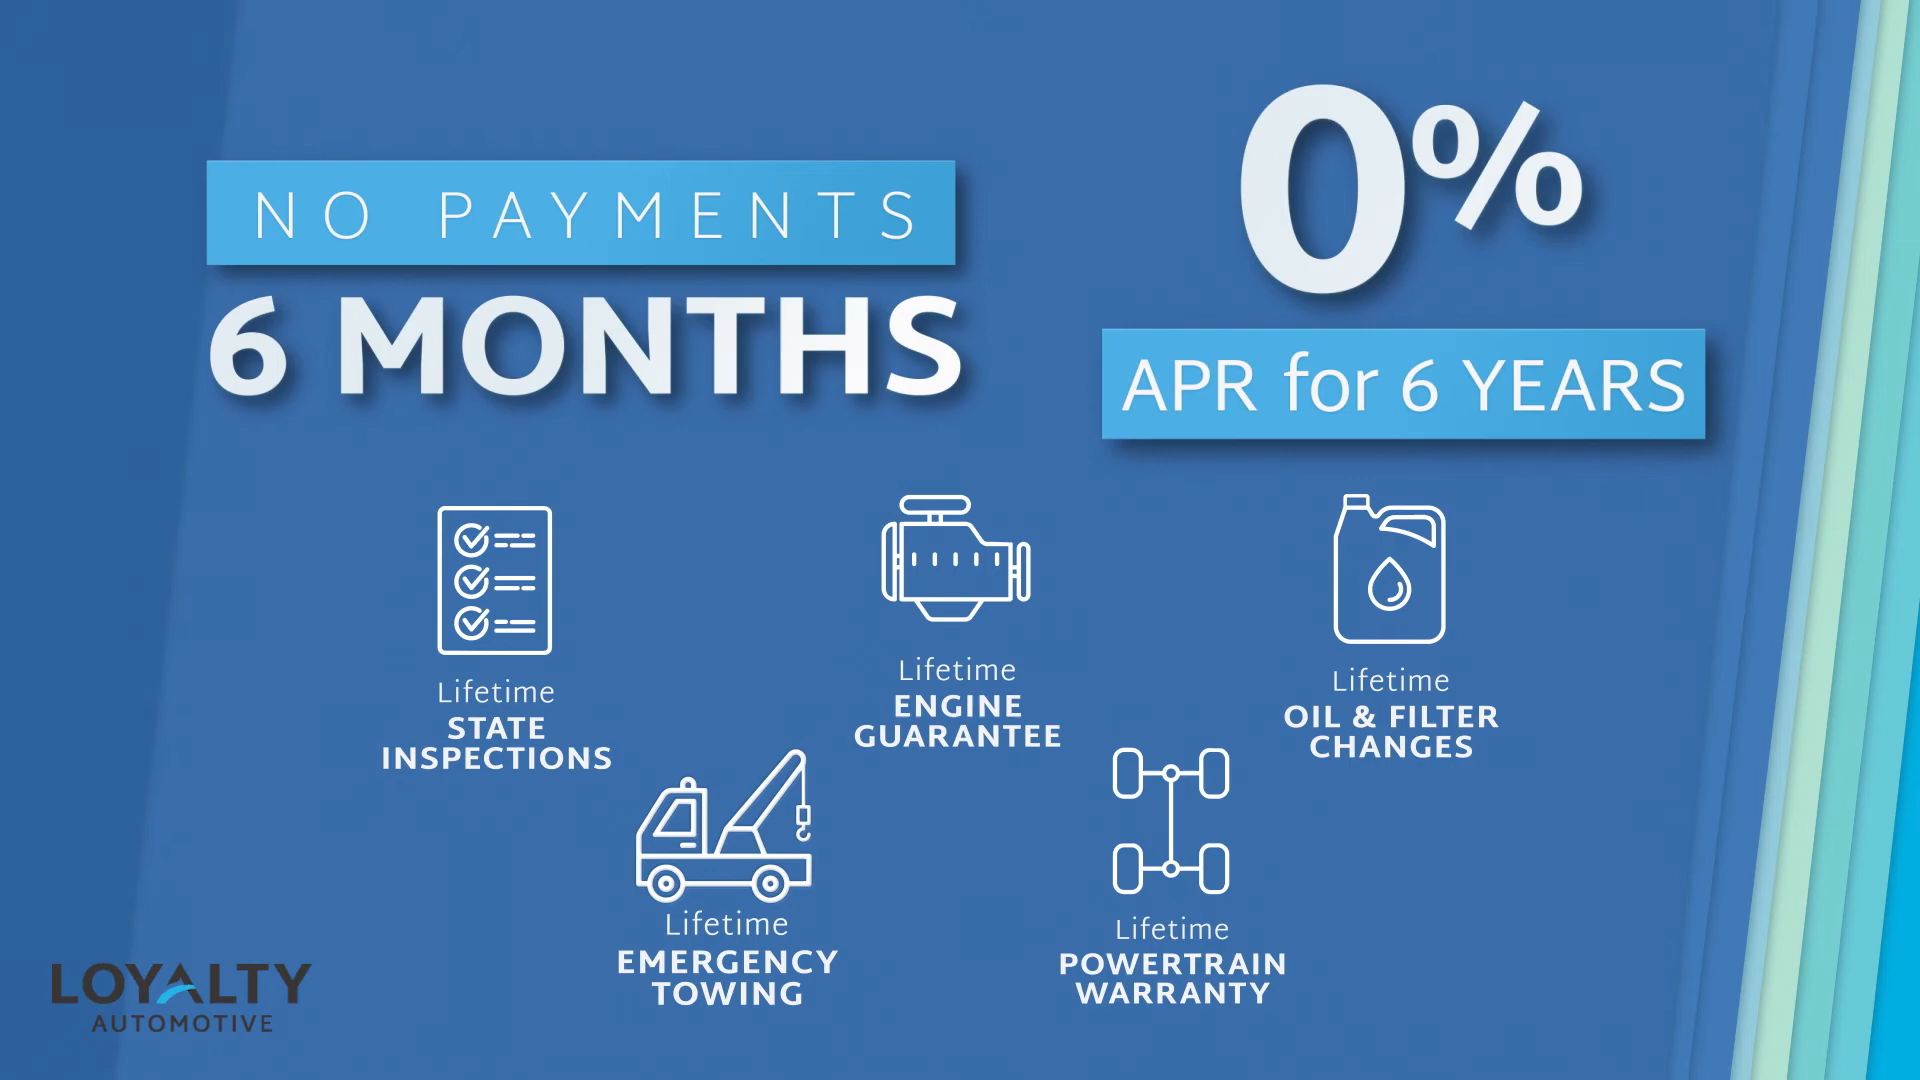 NO PAYMENTS
6 MONTHS
0%
APR for 6 YEARS
Lifetime
STATE
INSPECTIONS
Lifetime
ENGINE
GUARANTEE
Lifetime
OIL & FILTER
CHANGES
Lifetime
EMERGENCY
TOWING
Lifetime
POWERTRAIN
WARRANTY
LOYALTY
AUTOMOTIVE